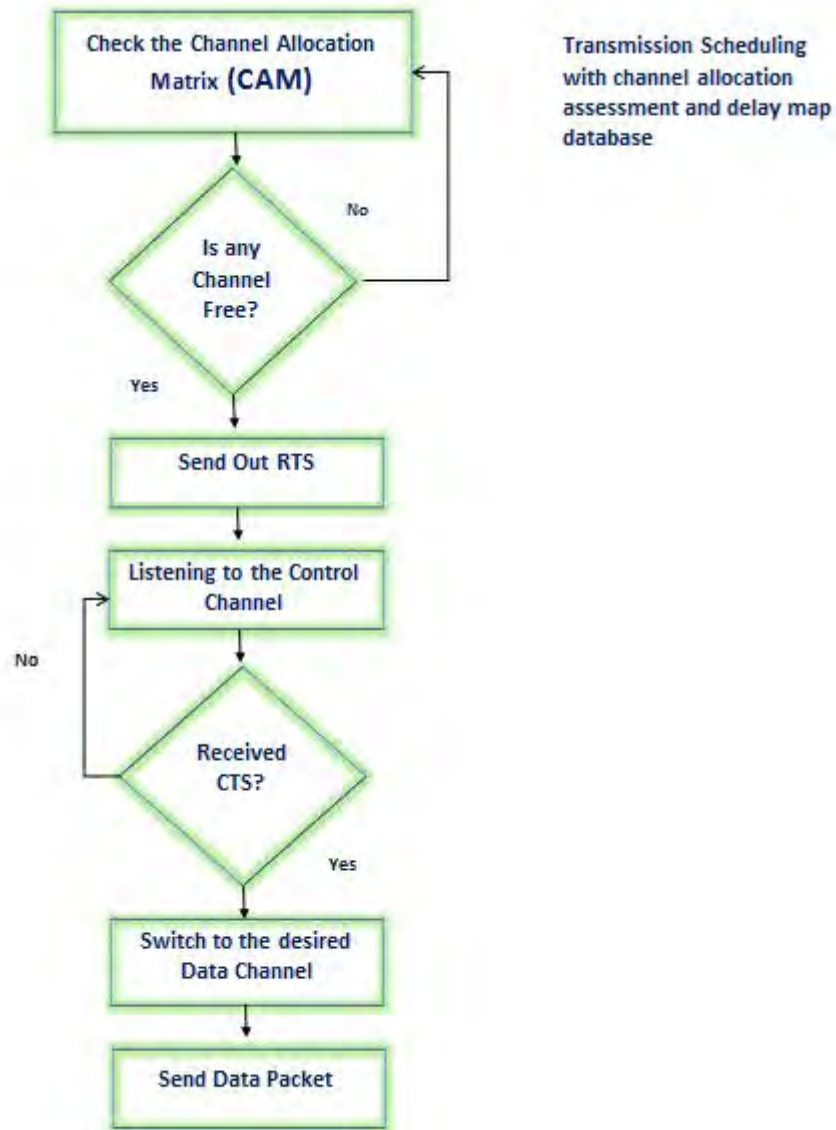 Check the Channel Allocation
Matrix (CAM)
Transmission Scheduling
with channel allocation
assessment and delay map
database
No
Is any
Channel
Free?
Yes
Send Out RTS
Listening to the Control
Channel
No
Received
CTS?
Yes
Switch to the desired
Data Channel
Send Data Packet